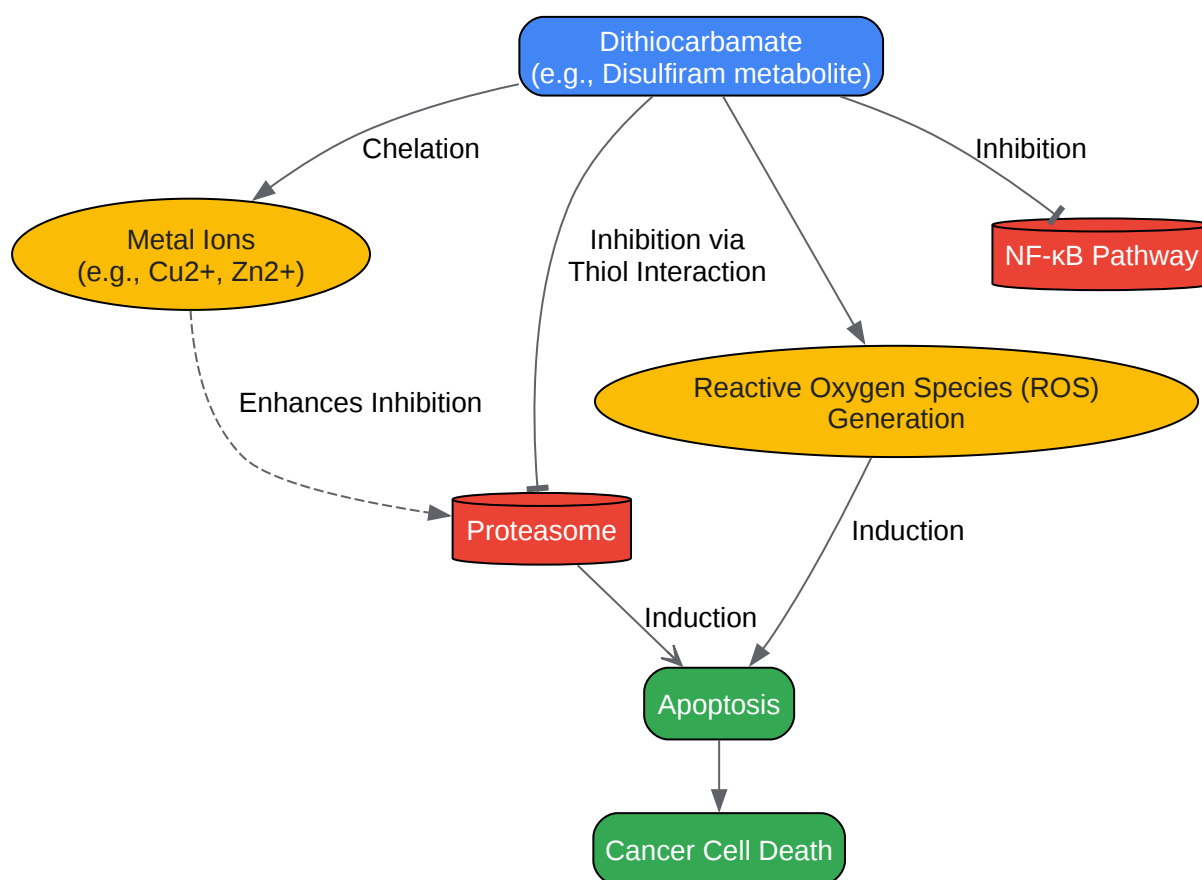 Dithiocarbamate
(e.g., Disulfiram metabolite)
Chelation
Inhibition
Metal Ions
(e.g., Cu2+, Zn2+)
Inhibition via
Thiol Interaction
NF-κB Pathway
Reactive Oxygen Species (ROS)
Generation
Enhances Inhibition
Proteasome
Induction
Induction
Apoptosis
Cancer Cell Death